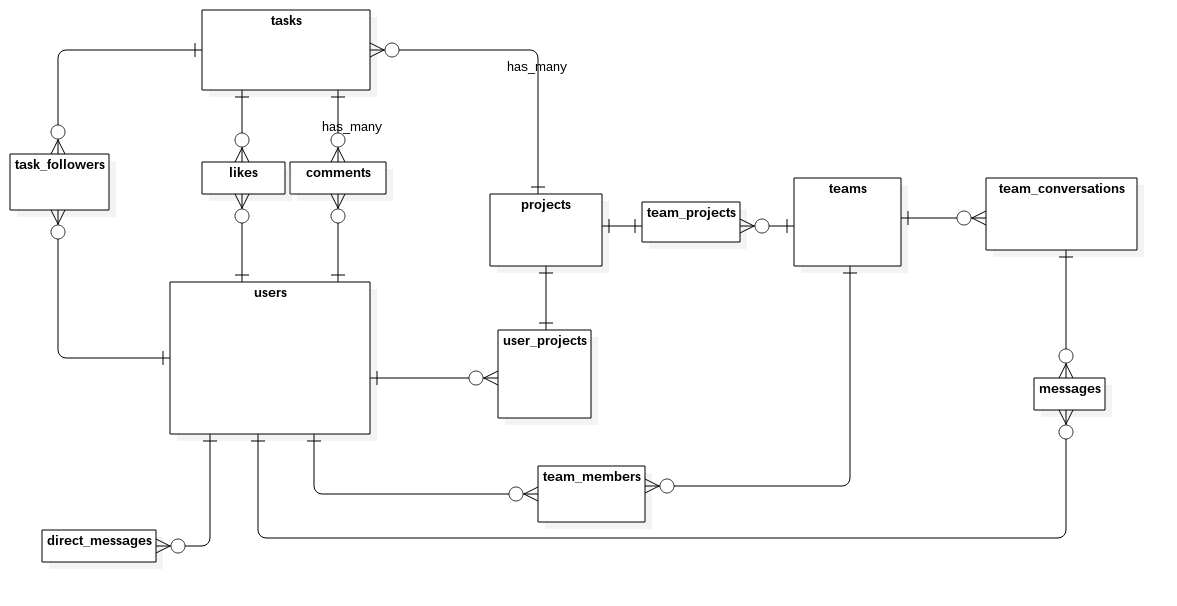 tasks
has_many
has_many
task_followers
likes
comments
teams
team_conversations
projects
team_projects
users
user_projects
messages
team_members
direct_messages